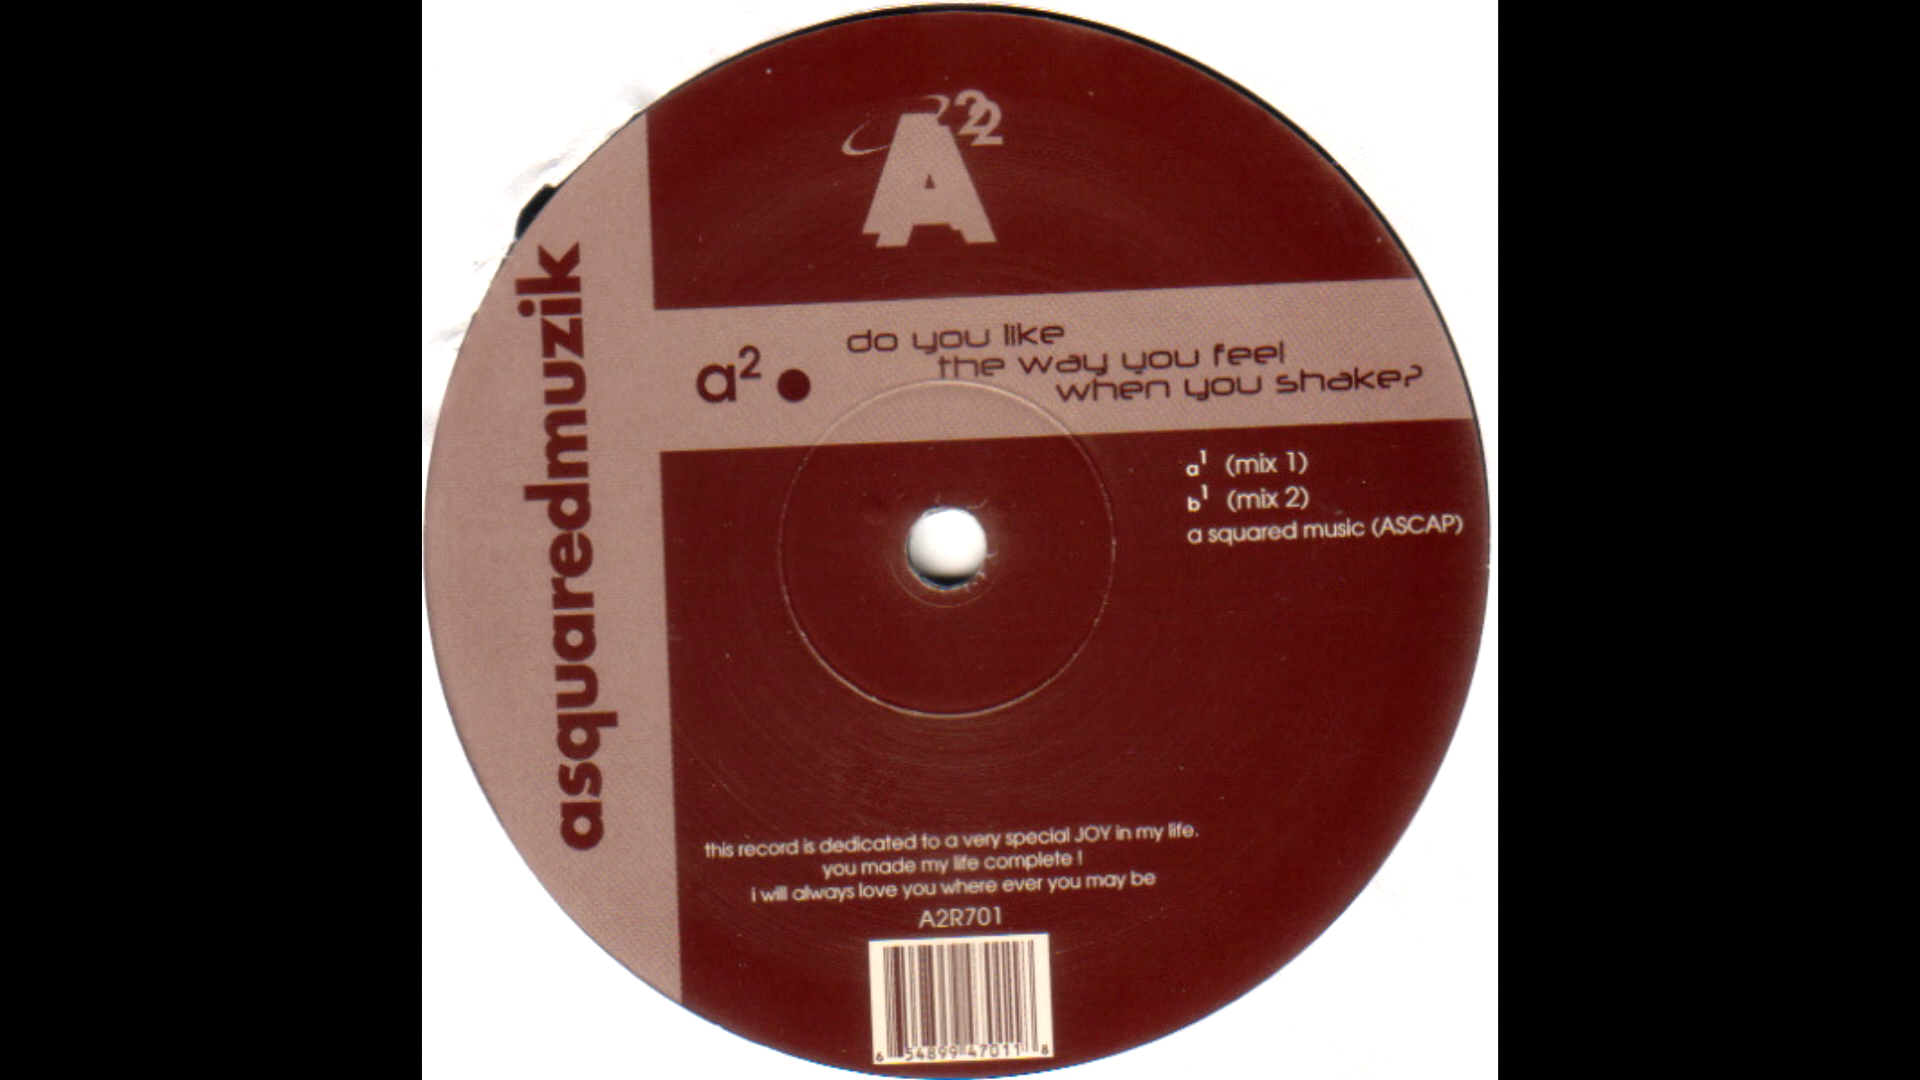 A²2
asquaredmuzik
a² •
do you like
the way you feel
when you shake?
a¹ (mix 1)
b¹ (mix 2)
a squared music (ASCAP)
this record is dedicated to a very special JOY in my life.
you made my life complete !
i will always love you where ever you may be
A2R701
6 54899 47011 8